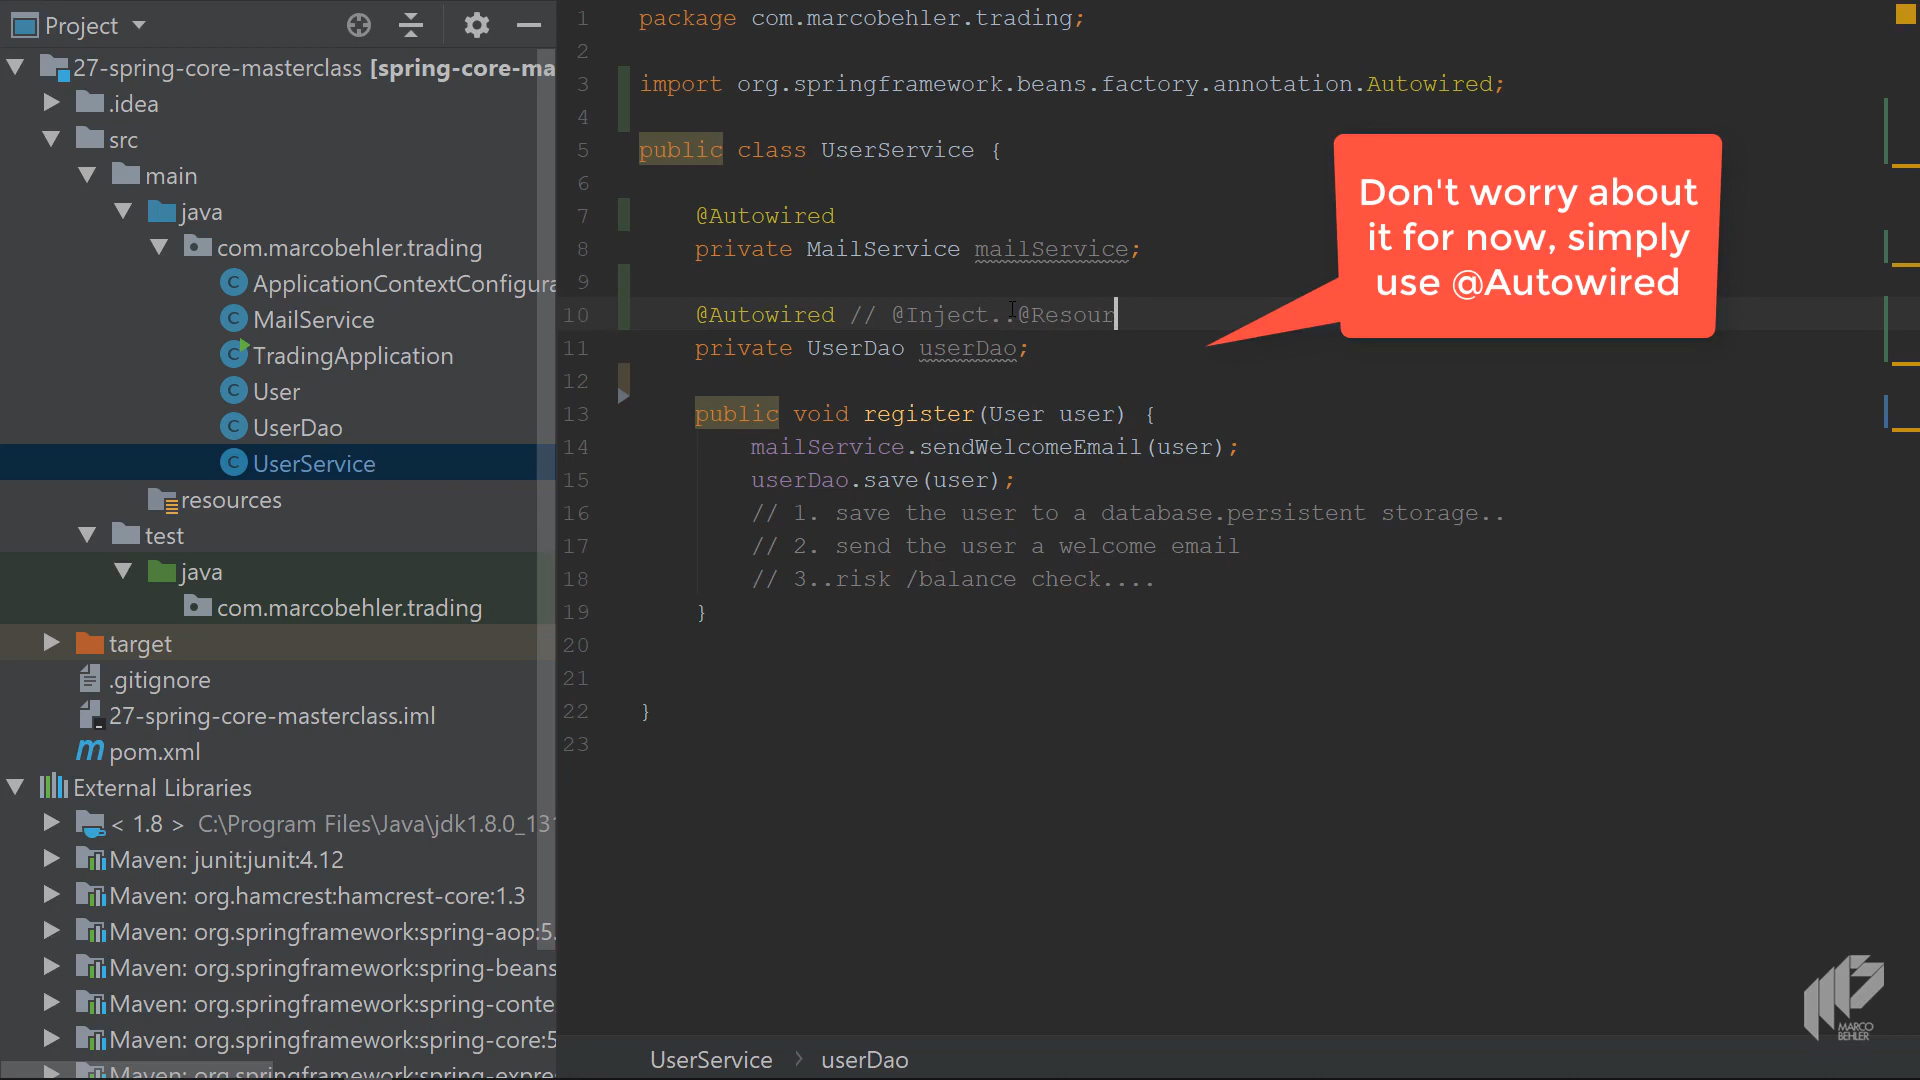 Project
27-spring-core-masterclass [spring-core-ma
.idea
src
main
java
com.marcobehler.trading
ApplicationContextConfigura
MailService
TradingApplication
User
UserDao
UserService
resources
test
java
com.marcobehler.trading
target
.gitignore
27-spring-core-masterclass.iml
pom.xml
External Libraries
< 1.8 > C:\Program Files\Java\jdk1.8.0_131
Maven: junit:junit:4.12
Maven: org.hamcrest:hamcrest-core:1.3
Maven: org.springframework:spring-aop:5.
Maven: org.springframework:spring-beans
Maven: org.springframework:spring-conte
Maven: org.springframework:spring-core:5
Maven: org.springframework:spring-expre
1 package com.marcobehler.trading;
2
3 import org.springframework.beans.factory.annotation.Autowired;
4
5 public class UserService {
6
7 @Autowired
8 private MailService mailService;
9
10 @Autowired // @Inject..@Resour
11 private UserDao userDao;
12
13 public void register(User user) {
14 mailService.sendWelcomeEmail(user);
15 userDao.save(user);
16 // 1. save the user to a database.persistent storage..
17 // 2. send the user a welcome email
18 // 3..risk /balance check....
19 }
20
21
22 }
23
Don't worry about
it for now, simply
use @Autowired
MARCO
BEHLER
UserService > userDao